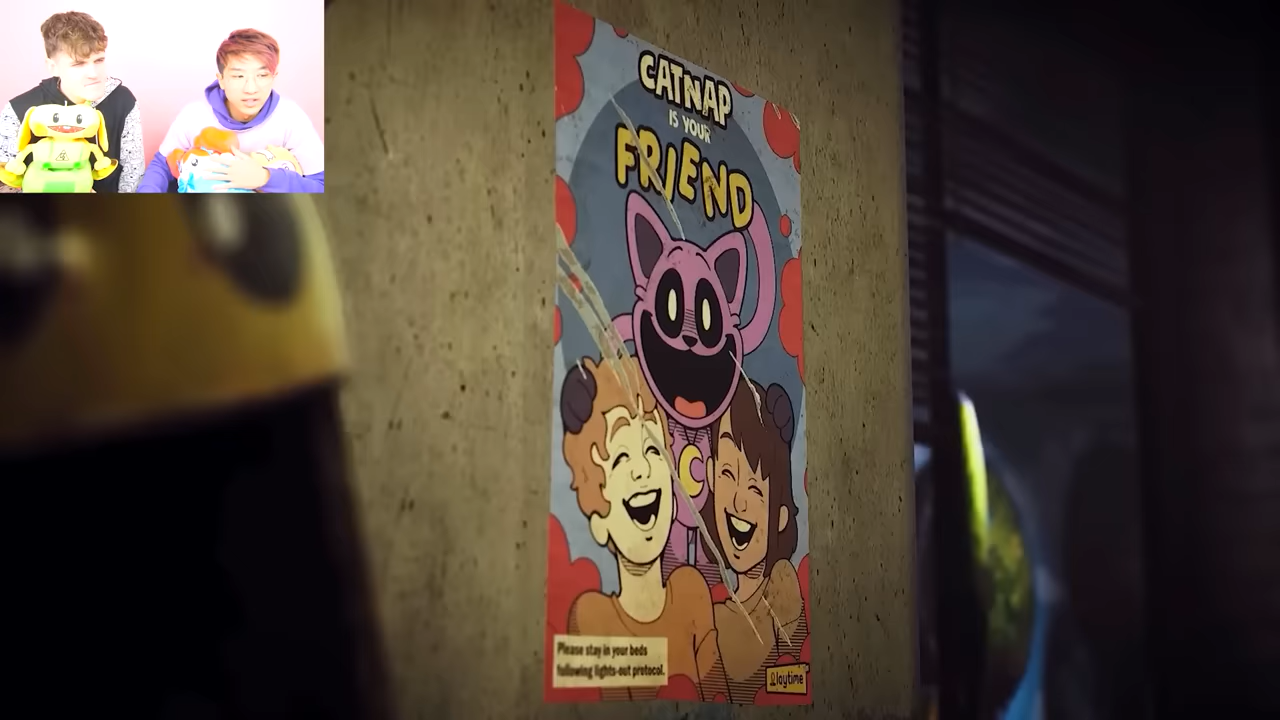 CATNAP
IS YOUR
FRIEND
Please stay in your beds
following lights-out protocol.
Playtime